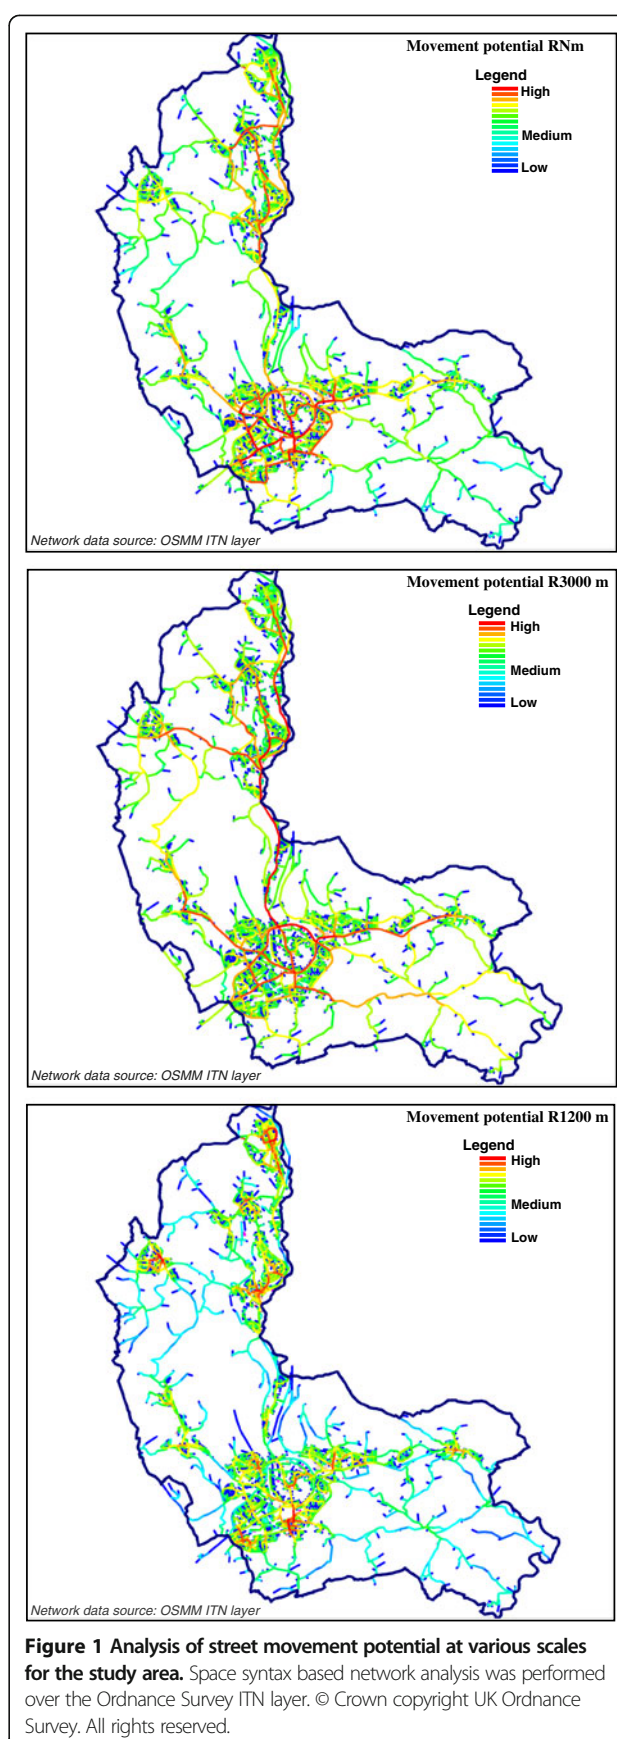 Movement potential RNm
Legend
High
Medium
Low
Network data source: OSMM ITN layer
Movement potential R3000 m
Legend
High
Medium
Low
Network data source: OSMM ITN layer
Movement potential R1200 m
Legend
High
Medium
Low
Network data source: OSMM ITN layer
Figure 1 Analysis of street movement potential at various scales
for the study area. Space syntax based network analysis was performed
over the Ordnance Survey ITN layer. © Crown copyright UK Ordnance
Survey. All rights reserved.